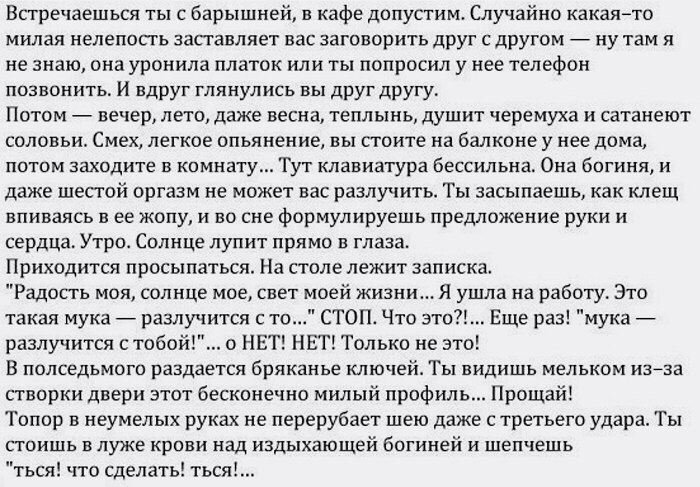 Встречаешься ты с барышней, в кафе допустим. Случайно какая-то
милая нелепость заставляет вас заговорить друг с другом — ну там я
не знаю, она уронила платок или ты попросил у нее телефон
позвонить. И вдруг глянулись вы друг другу.
Потом — вечер, лето, даже весна, теплынь, душит черемуха и сатанеют
соловьи. Смех, легкое опьянение, вы стоите на балконе у нее дома,
потом заходите в комнату... Тут клавиатура бессильна. Она богиня, и
даже шестой оргазм не может вас разлучить. Ты засыпаешь, как клещ
впиваясь в ее жопу, и во сне формулируешь предложение руки и
сердца. Утро. Солнце лупит прямо в глаза.
Приходится просыпаться. На столе лежит записка.
"Радость моя, солнце мое, свет моей жизни... Я ушла на работу. Это
такая мука — разлучится с то..." СТОП. Что это?!... Еще раз! "мука —
разлучится с тобой!"... о НЕТ! НЕТ! Только не это!
В полседьмого раздается бряканье ключей. Ты видишь мельком из-за
створки двери этот бесконечно милый профиль... Прощай!
Топор в неумелых руках не перерубает шею даже с третьего удара. Ты
стоишь в луже крови над издыхающей богиней и шепчешь
"ться! что сделать! ться!...